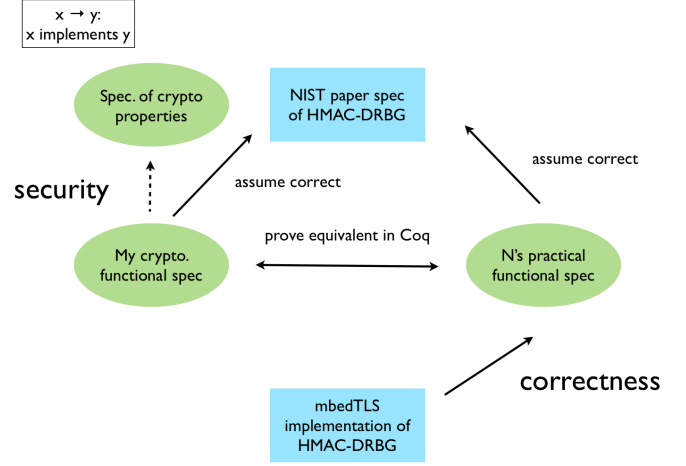 x → y:
x implements y
Spec. of crypto
properties
NIST paper spec
of HMAC-DRBG
assume correct
assume correct
security
prove equivalent in Coq
My crypto.
functional spec
N's practical
functional spec
correctness
mbedTLS
implementation of
HMAC-DRBG